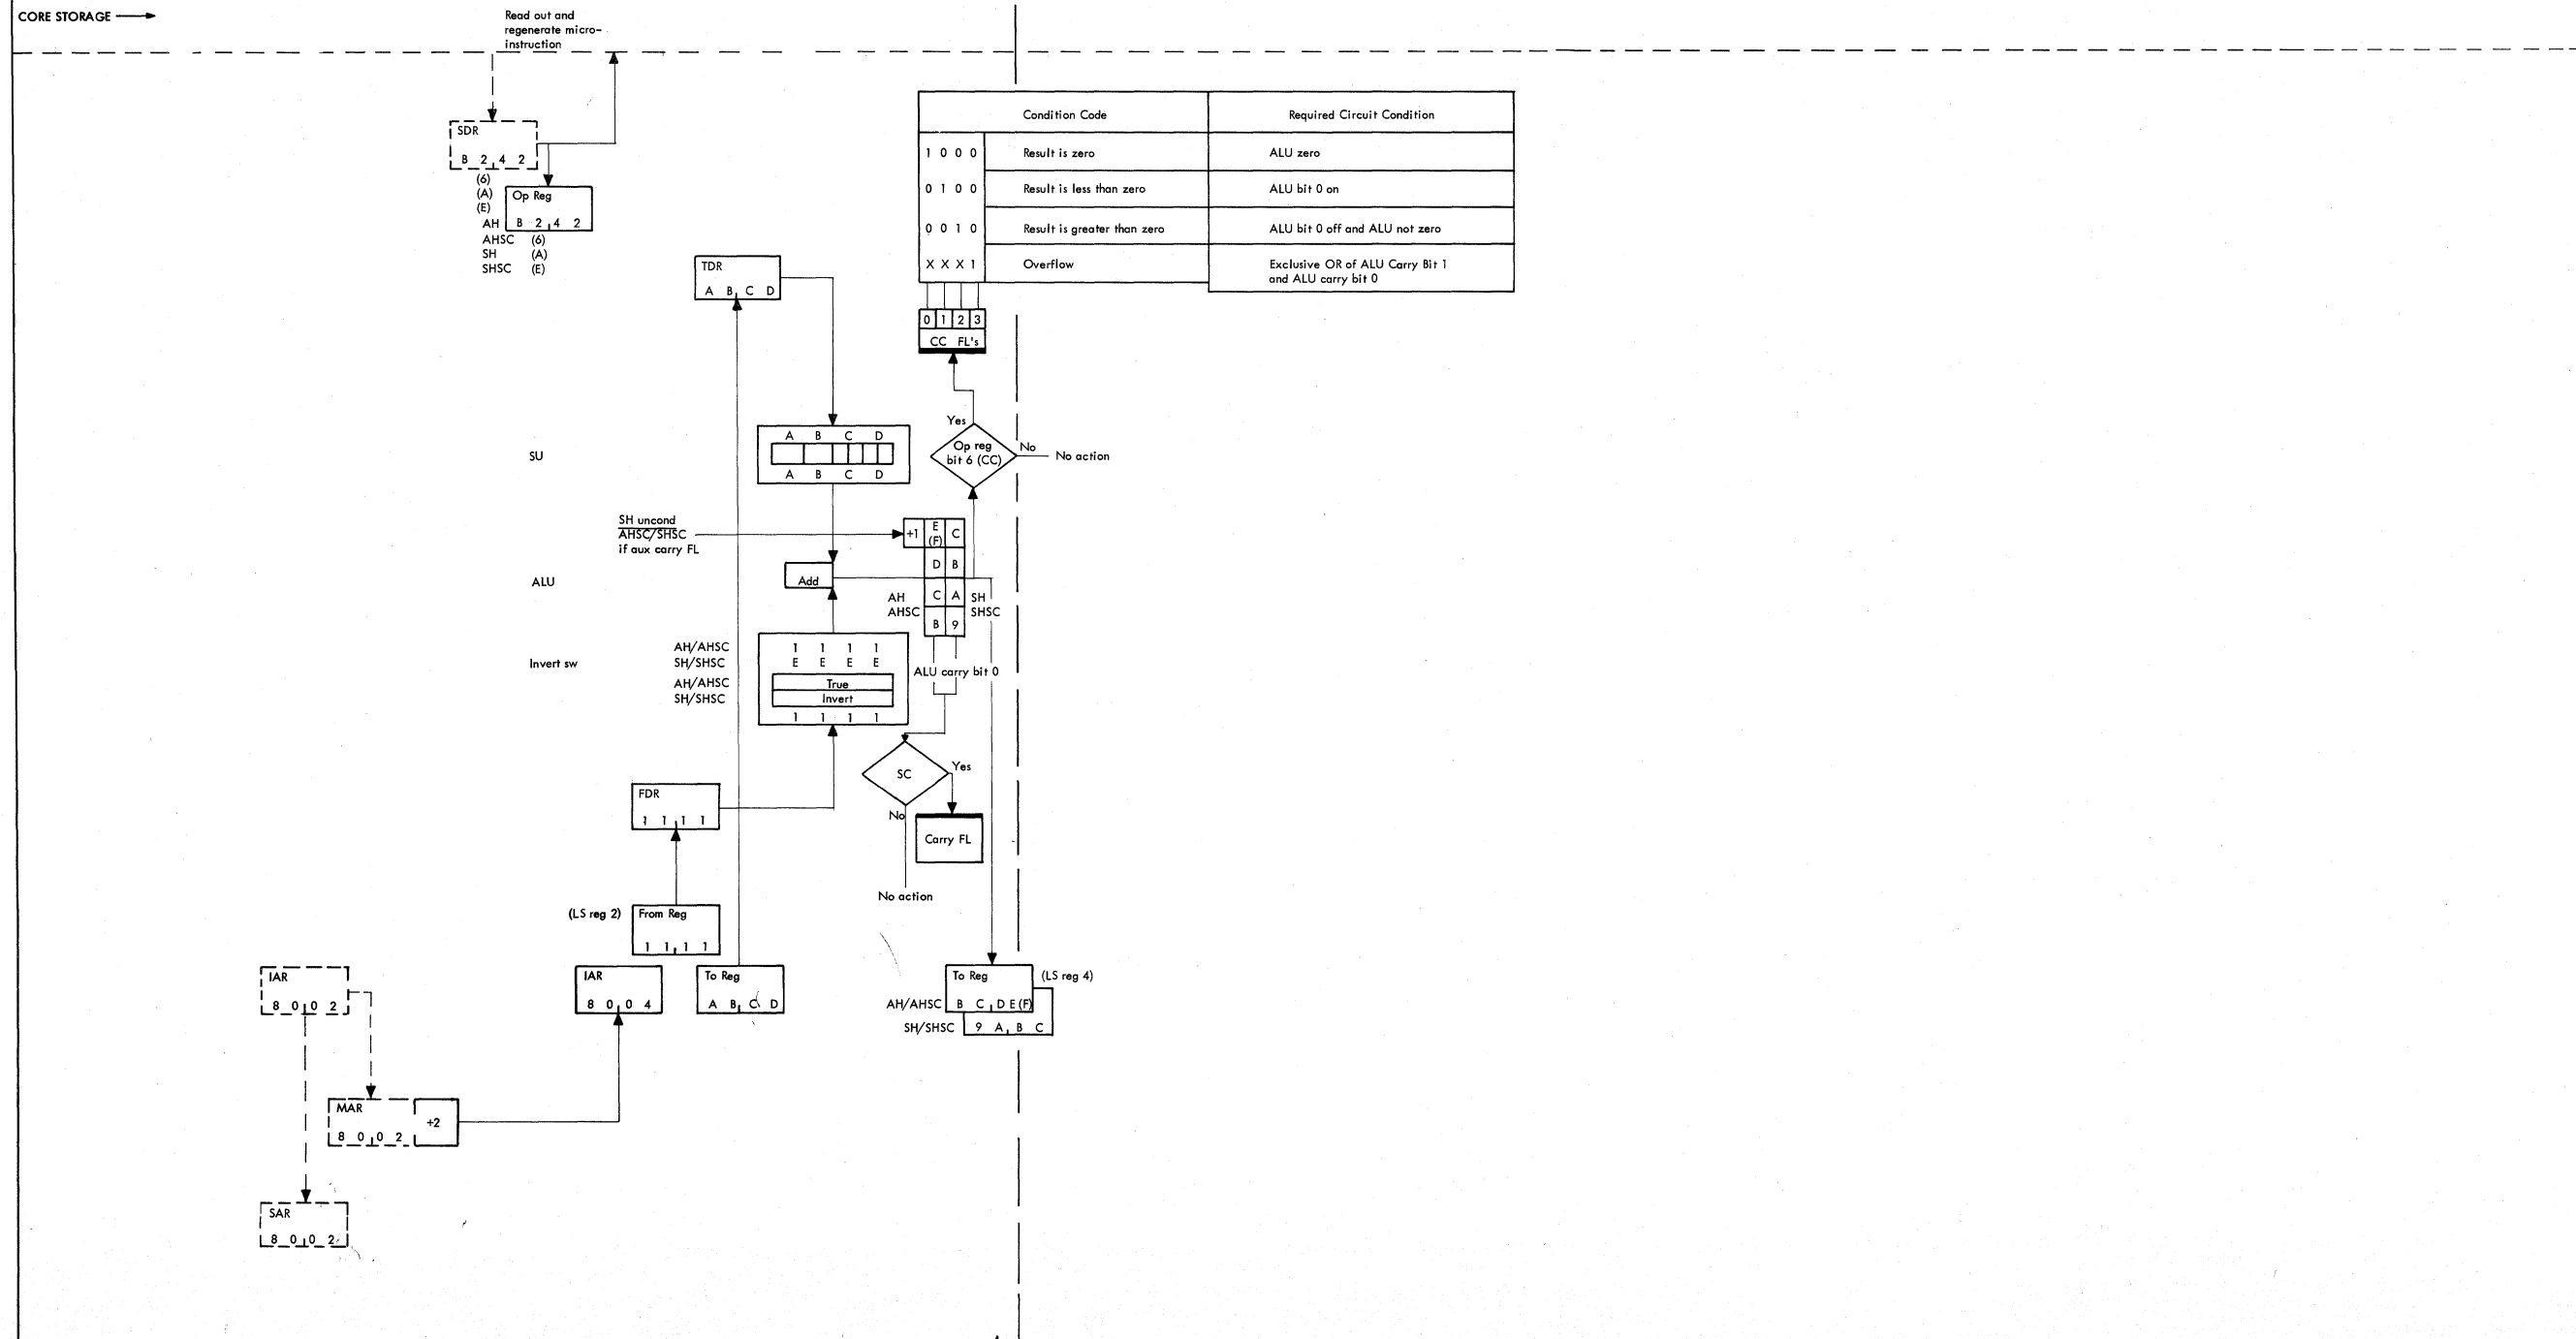 CORE STORAGE
Read out and
regenerate micro-
instruction
SDR
B 2 4 2
(6)
(A)
(E)
Op Reg
AH B 2 4 2
AHSC (6)
SH (A)
SHSC (E)
Condition Code Required Circuit Condition
1 0 0 0 Result is zero ALU zero
0 1 0 0 Result is less than zero ALU bit 0 on
0 0 1 0 Result is greater than zero ALU bit 0 off and ALU not zero
X X X 1 Overflow Exclusive OR of ALU Carry Bit 1
and ALU carry bit 0
0 1 2 3
CC FL's
TDR
A B C D
Yes
Op reg
bit 6 (CC)
No
No action
SU
A B C D
A B C D
SH uncond
AHSC/SHSC
if aux carry FL
+1 E (F) C
D B
C A
B 9
AH
AHSC
SH
SHSC
ALU
Add
ALU carry bit 0
Invert sw
AH/AHSC 1 1 1 1
SH/SHSC E E E E
AH/AHSC True
SH/SHSC Invert
1 1 1 1
SC
Yes
No
Carry FL
No action
FDR
1 1 1 1
(LS reg 2) From Reg
1 1 1 1
IAR
8 0 0 2
IAR
8 0 0 4
To Reg
A B C D
To Reg (LS reg 4)
AH/AHSC B C D E (F)
SH/SHSC 9 A B C
MAR
8 0 0 2
+2
SAR
8 0 0 2